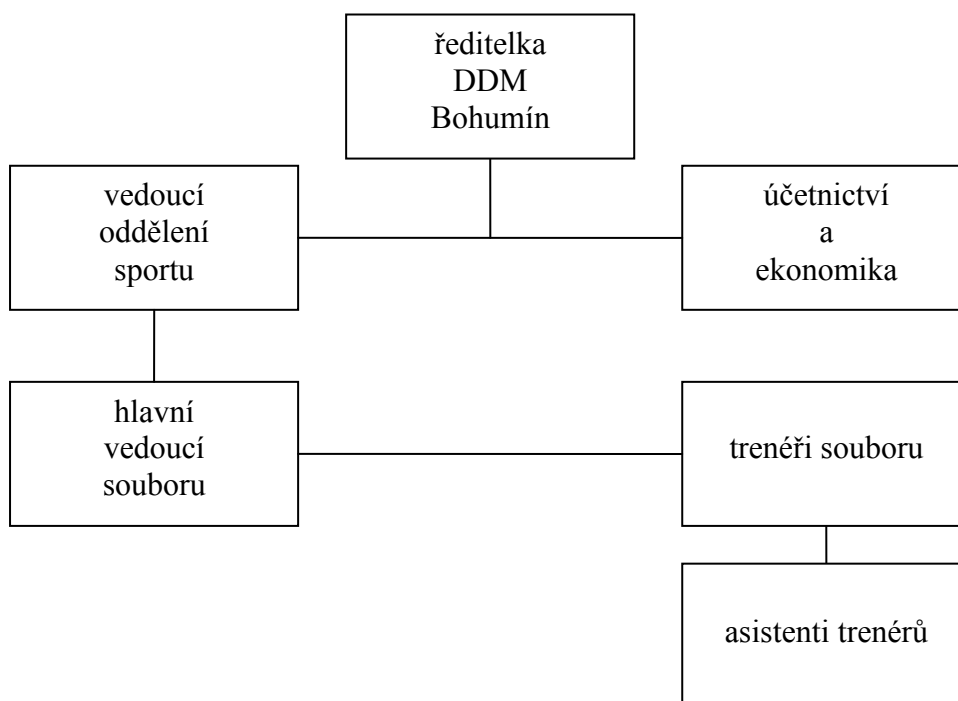 ředitelka
DDM
Bohumín
vedoucí
oddělení
sportu
účetnictví
a
ekonomika
hlavní
vedoucí
souboru
trenéři souboru
asistenti trenérů